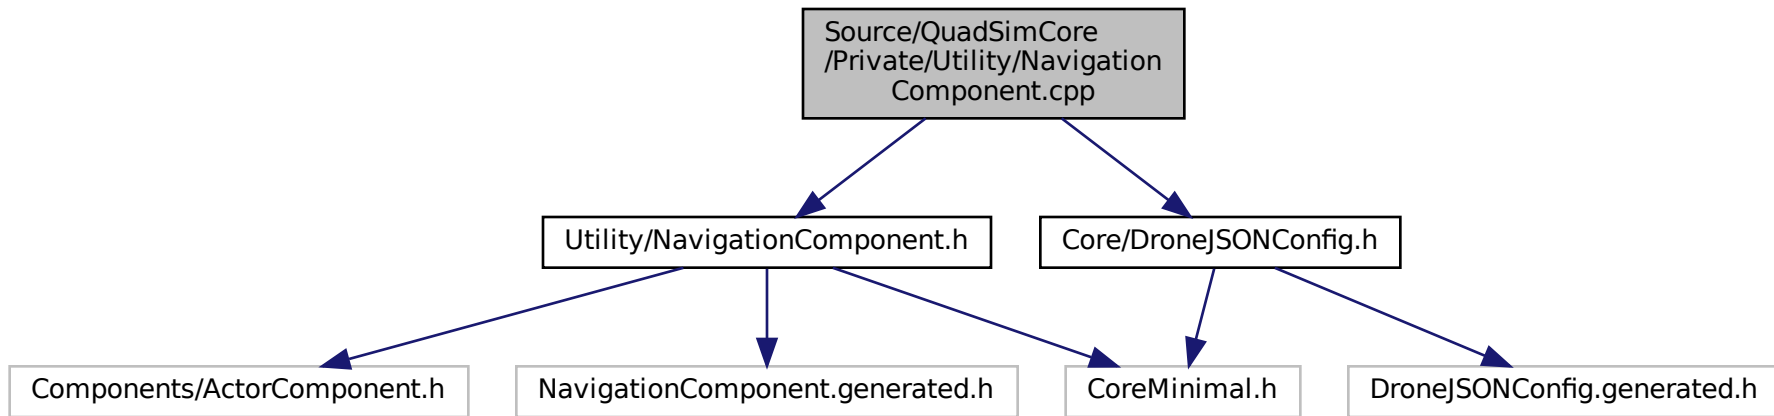 Source/QuadSimCore
/Private/Utility/Navigation
Component.cpp
Utility/NavigationComponent.h
Core/DroneJSONConfig.h
Components/ActorComponent.h
NavigationComponent.generated.h
CoreMinimal.h
DroneJSONConfig.generated.h